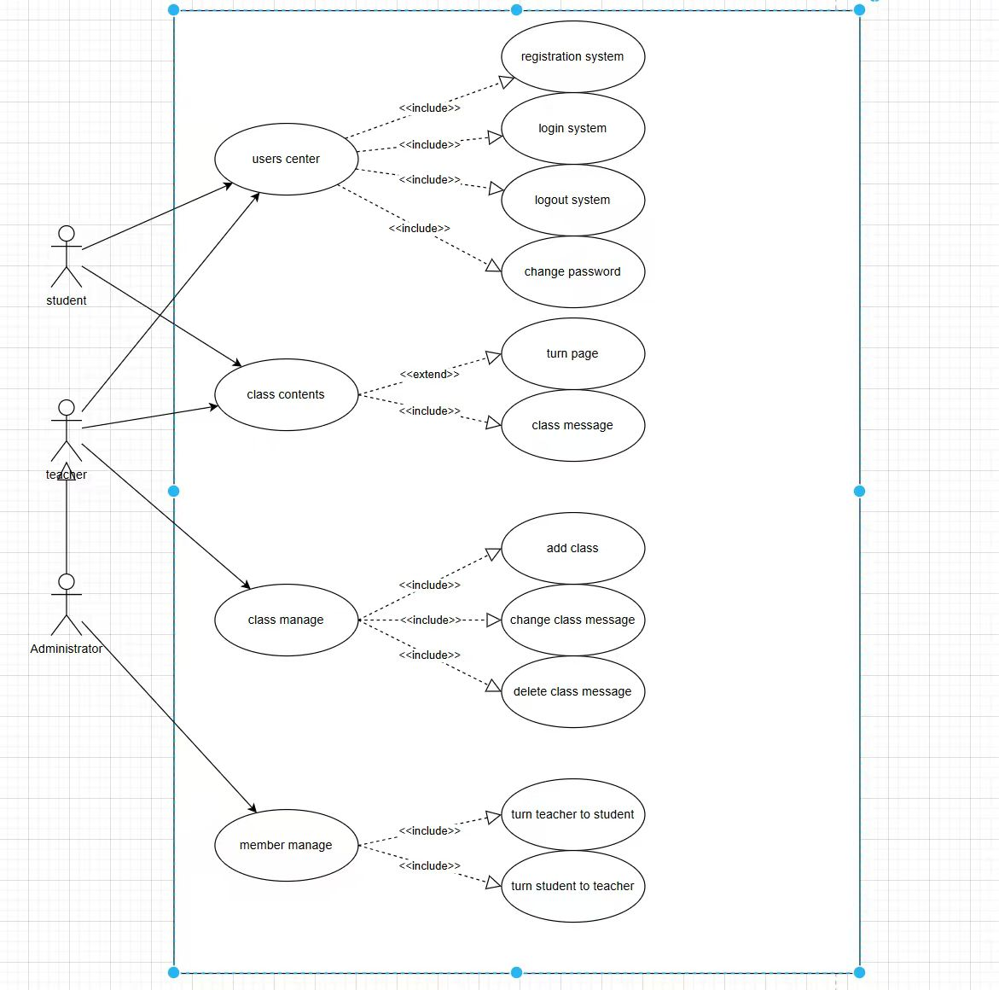 registration system
<<include>>
login system
<<include>>
users center
<<include>>
logout system
<<include>>
change password
student
turn page
<<extend>>
class contents
<<include>>
class message
teacher
add class
<<include>>
class manage
<<include>>
change class message
Administrator
<<include>>
delete class message
turn teacher to student
<<include>>
member manage
<<include>>
turn student to teacher